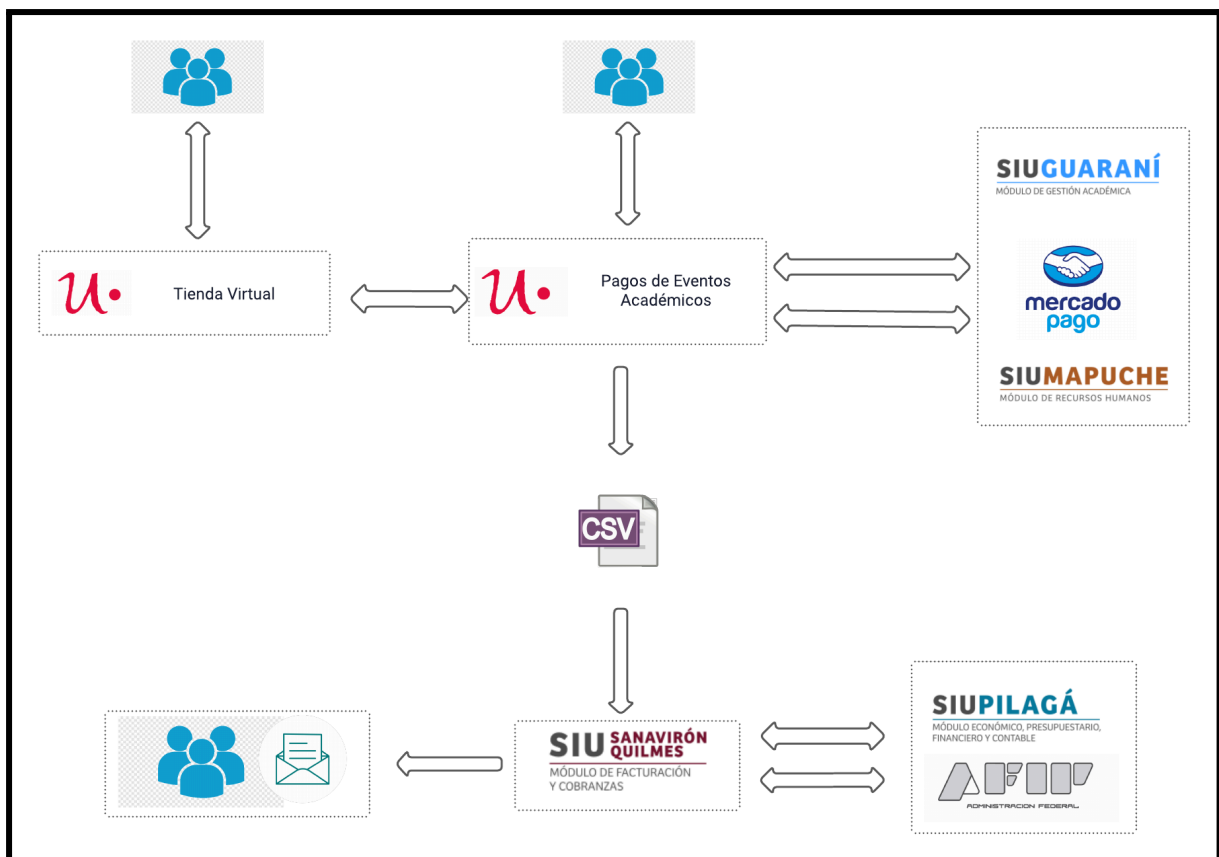 SIUGUARANÍ
MÓDULO DE GESTIÓN ACADÉMICA
U.
Tienda Virtual
U.
Pagos de Eventos
Académicos
mercado
pago
SIUMAPUCHE
MÓDULO DE RECURSOS HUMANOS
CSV
SIU SANAVIRÓN
QUILMES
MÓDULO DE FACTURACIÓN
Y COBRANZAS
SIUPILAGÁ
MÓDULO ECONÓMICO, PRESUPUESTARIO,
FINANCIERO Y CONTABLE
AFIP
ADMINISTRACION FEDERAL